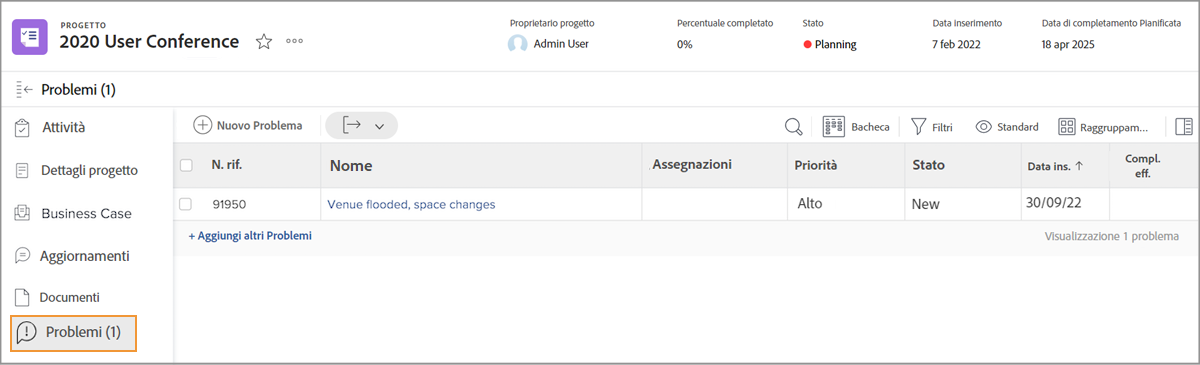 PROGETTO
2020 User Conference
Proprietario progetto
Admin User
Percentuale completato
0%
Stato
Planning
Data inserimento
7 feb 2022
Data di completamento Pianificata
18 apr 2025
Problemi (1)
Attività
Dettagli progetto
Business Case
Aggiornamenti
Documenti
Problemi (1)
Nuovo Problema
Bacheca
Filtri
Standard
Raggruppam...
N. rif.
Nome
Assegnazioni
Priorità
Stato
Data ins. ↑
Compl.
eff.
91950
Venue flooded, space changes
Alto
New
30/09/22
+ Aggiungi altri Problemi
Visualizzazione 1 problema